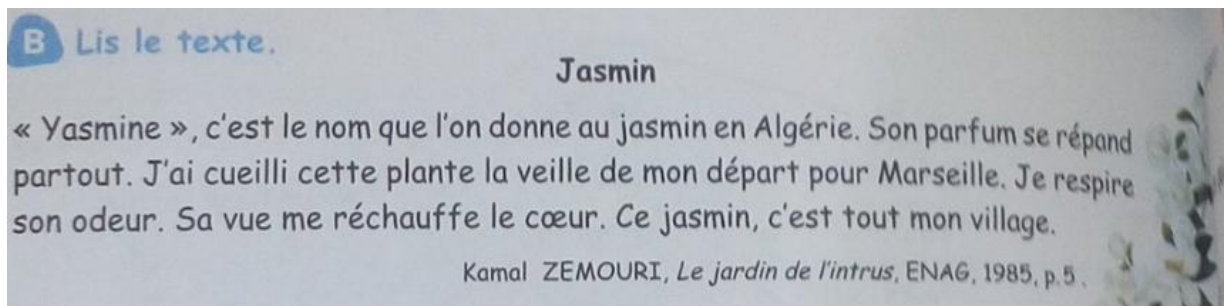 B Lis le texte.
Jasmin
« Yasmine », c'est le nom que l'on donne au jasmin en Algérie. Son parfum se répand
partout. J'ai cueilli cette plante la veille de mon départ pour Marseille. Je respire
son odeur. Sa vue me réchauffe le cœur. Ce jasmin, c'est tout mon village.
Kamal ZEMOURI, Le jardin de l'intrus, ENAG, 1985, p.5.